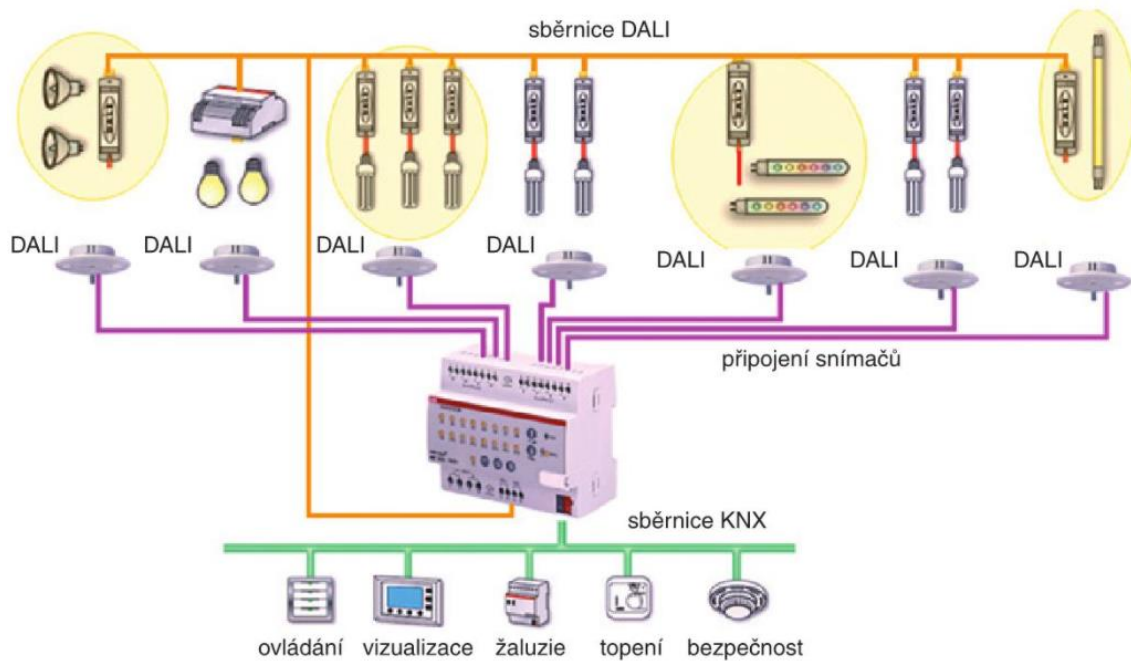 sběrnice DALI
DALI DALI DALI DALI DALI DALI DALI
připojení snímačů
sběrnice KNX
ovládání vizualizace žaluzie topení bezpečnost